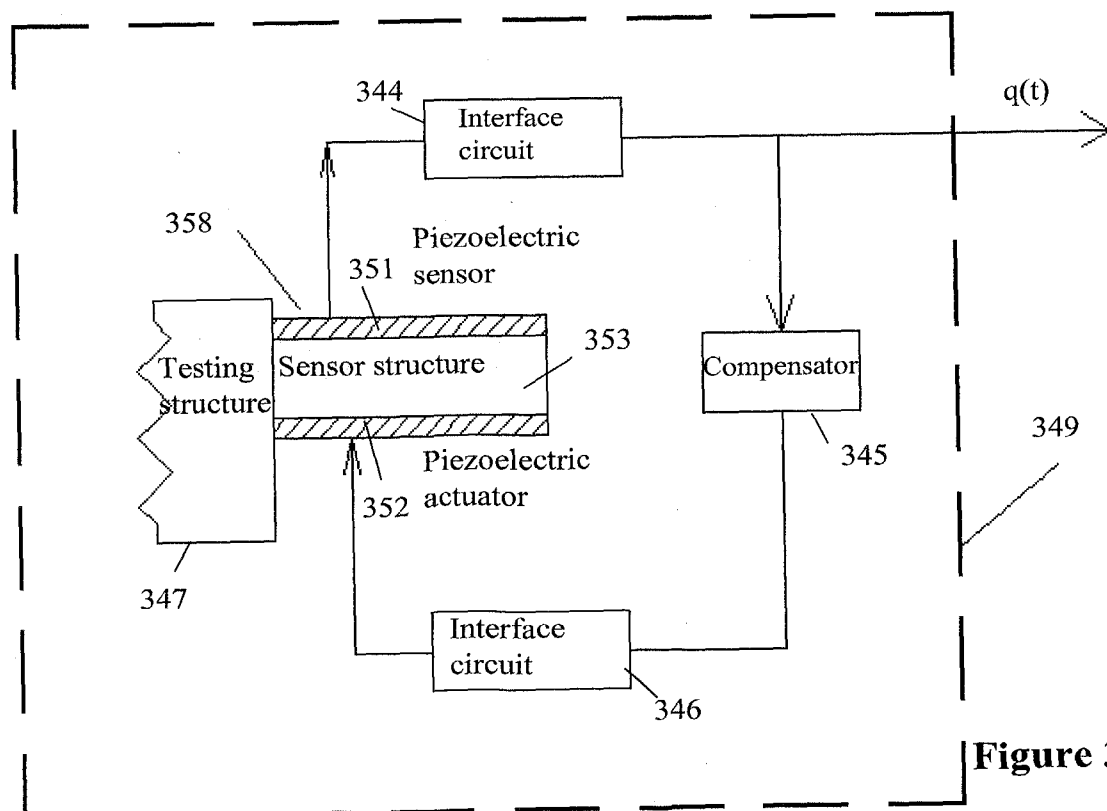 344
Interface
circuit
q(t)
358
Piezoelectric
sensor
351
353
Testing
structure
Sensor structure
Compensator
345
349
352
Piezoelectric
actuator
347
Interface
circuit
346
Figure 3